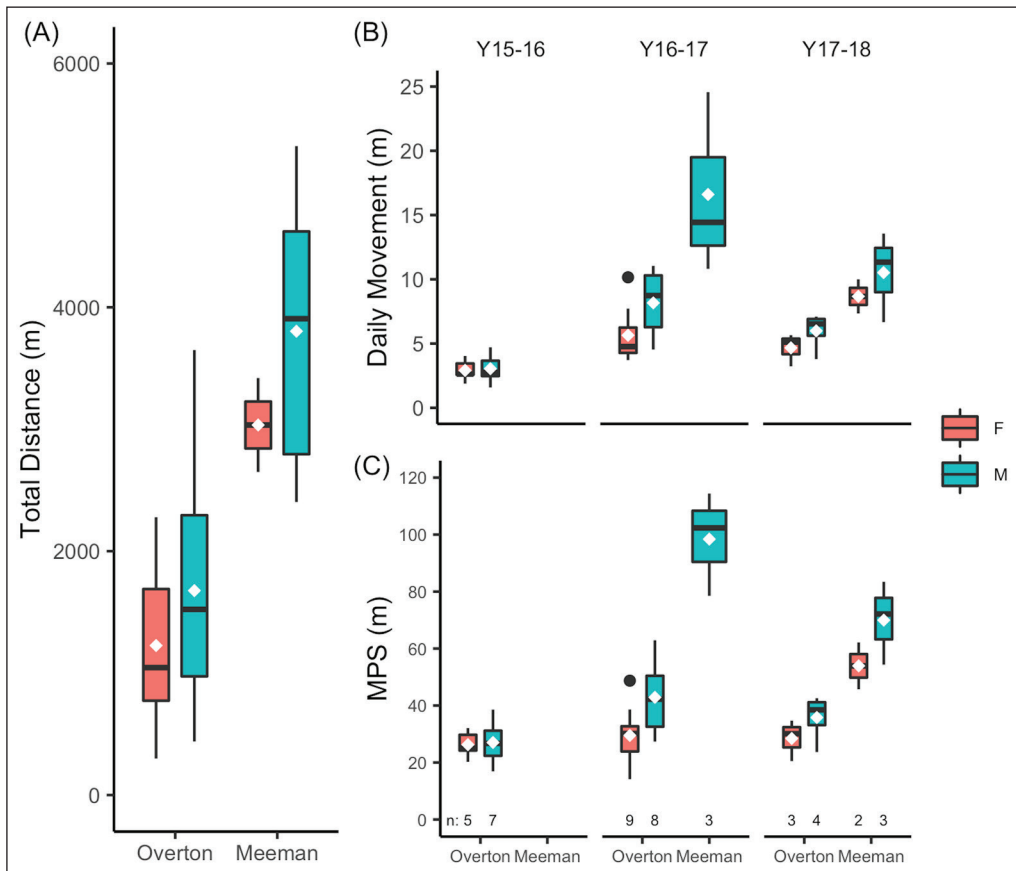 (A)
6000
4000
2000
0
Total Distance (m)
Overton Meeman
(B)
Y15-16 Y16-17 Y17-18
25
20
15
10
5
0
Daily Movement (m)
(C)
120
100
80
60
40
20
0
MPS (m)
n: 5 7 9 8 3 3 4 2 3
Overton Meeman Overton Meeman Overton Meeman
F
M